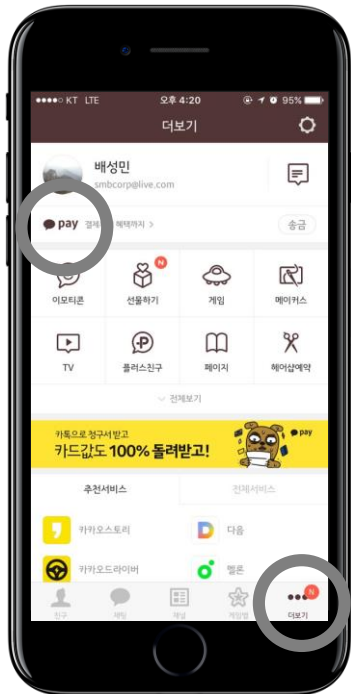 KT LTE 오후 4:20 95%
더보기
배성민
smbcorp@live.com
pay 결제 혜택까지 > 송금
N
이모티콘 선물하기 게임 메이커스
P
TV 플러스친구 페이지 헤어샵예약
전체보기
카톡으로 청구서 받고
카드값도 100% 돌려받고!
pay
추천서비스 전체서비스
카카오스토리 다음
카카오드라이버 멜론
N
친구 채팅 채널 게임별 더보기